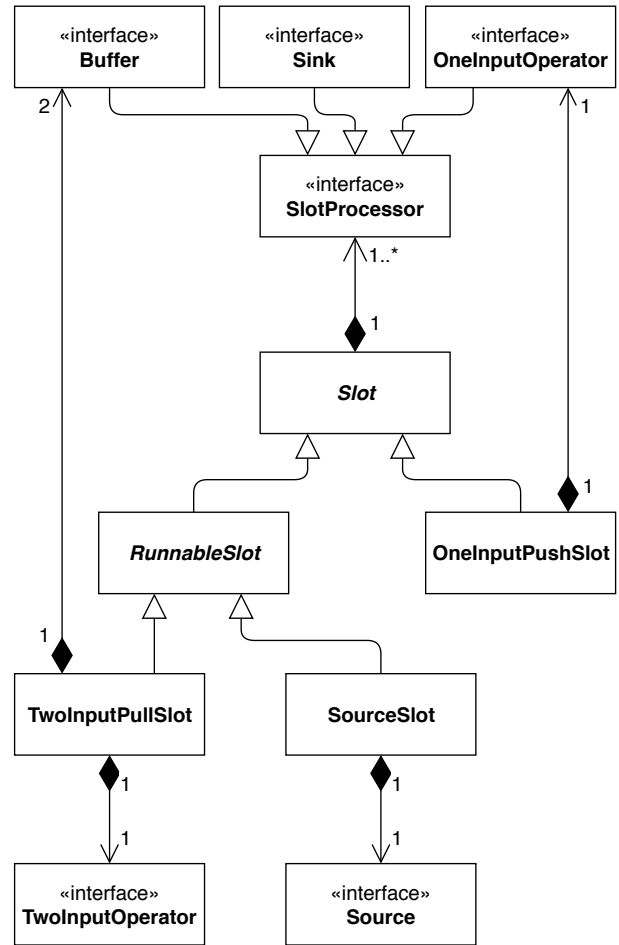 «interface»
Buffer
«interface»
Sink
«interface»
OneInputOperator
2
1
«interface»
SlotProcessor
1..*
1
Slot
1
RunnableSlot
OneInputPushSlot
1
TwoInputPullSlot
SourceSlot
1
1
1
1
«interface»
TwoInputOperator
«interface»
Source